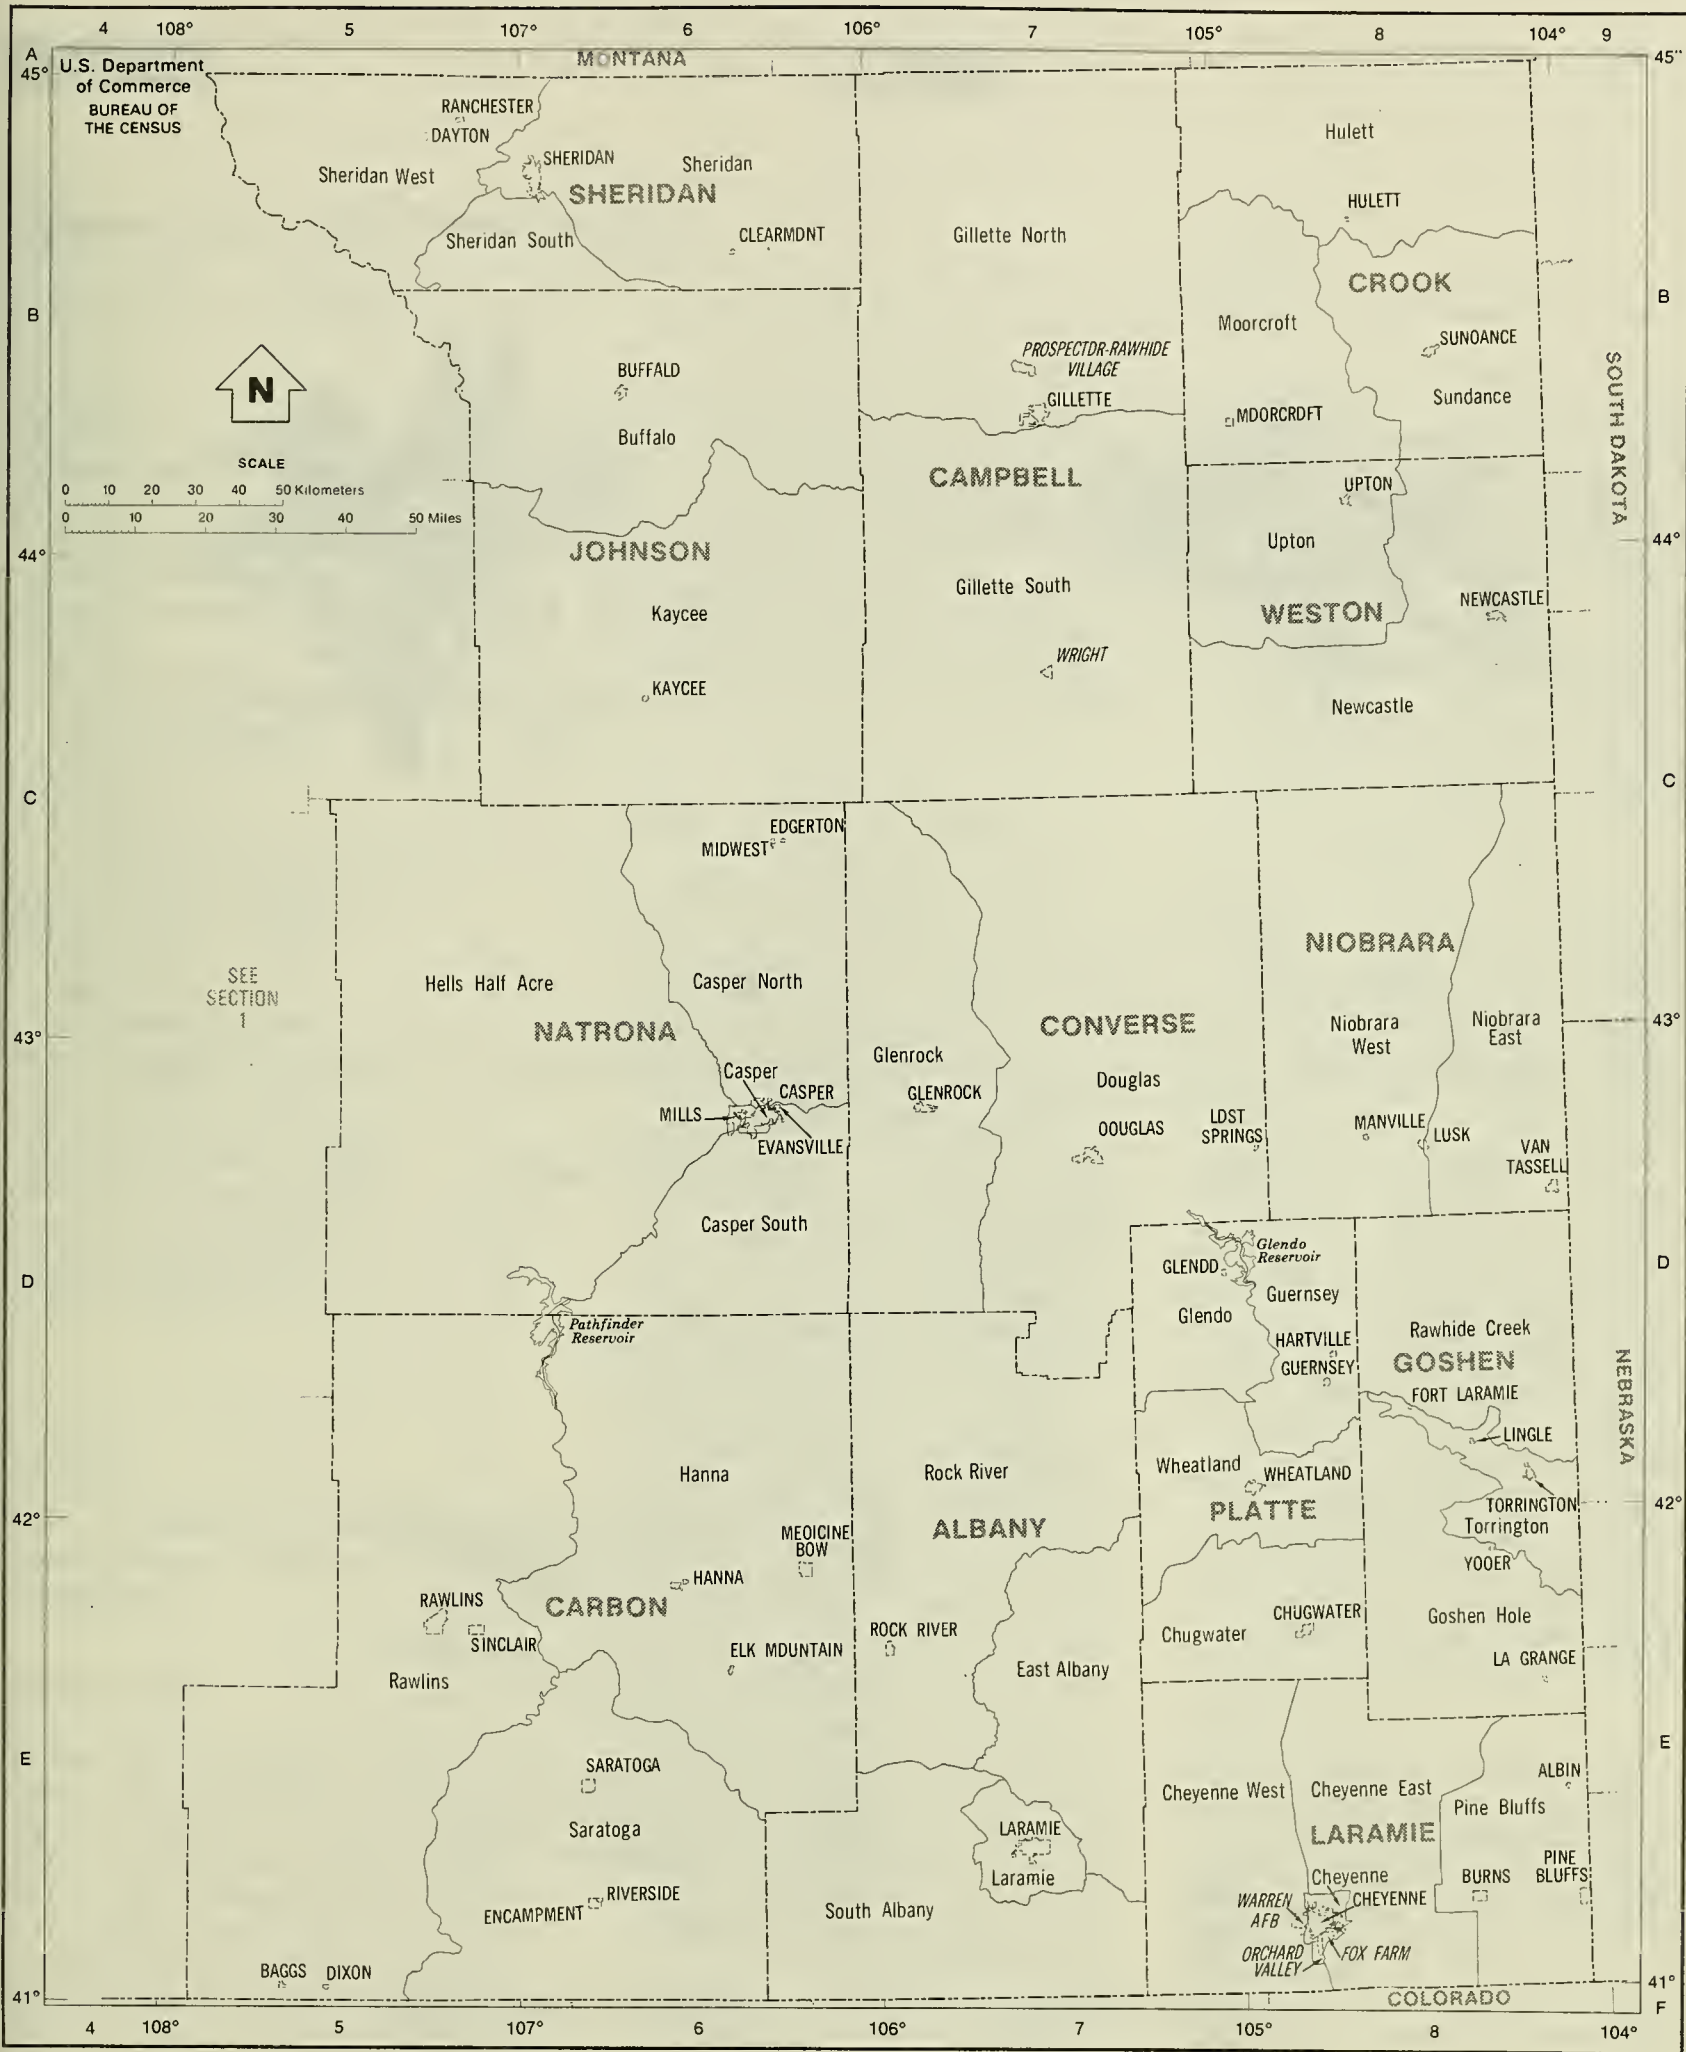 4 108° 5 107° 6 106° 7 105° 8 104° 9
A
45°
U.S. Department
of Commerce
BUREAU OF
THE CENSUS
MONTANA
45°
RANCHESTER
DAYTON
SHERIDAN
Sheridan
Sheridan West
SHERIDAN
Sheridan South
CLEARMDNT
Gillette North
Hulett
HULETT
CROOK
B
B
Moorcroft
SUNOANCE
PROSPECTDR-RAWHIDE
VILLAGE
GILLETTE
MDORCRDFT
Sundance
SOUTH DAKOTA
N
BUFFALD
Buffalo
SCALE
0 10 20 30 40 50 Kilometers
0 10 20 30 40 50 Miles
CAMPBELL
UPTON
Upton
44°
44°
JOHNSON
Gillette South
WESTON
NEWCASTLE
Kaycee
KAYCEE
WRIGHT
Newcastle
C
C
EDGERTON
MIDWEST
NIOBRARA
SEE
SECTION
1
Hells Half Acre
Casper North
NATRONA
CONVERSE
Niobrara
West
Niobrara
East
43°
43°
Glenrock
Casper
CASPER
MILLS
EVANSVILLE
GLENROCK
Douglas
OOUGLAS
LDST
SPRINGS
MANVILLE
LUSK
VAN
TASSELL
Casper South
D
D
Glendo
Reservoir
GLENDD
Guernsey
Glendo
Pathfinder
Reservoir
HARTVILLE
GUERNSEY
Rawhide Creek
GOSHEN
FORT LARAMIE
LINGLE
NEBRASKA
Hanna
Rock River
Wheatland
WHEATLAND
PLATTE
TORRINGTON
Torrington
YOOER
42°
42°
ALBANY
MEOICINE
BOW
HANNA
CARBON
RAWLINS
SINCLAIR
ELK MDUNTAIN
ROCK RIVER
Rawlins
East Albany
Chugwater
CHUGWATER
Goshen Hole
LA GRANGE
E
E
SARATOGA
Saratoga
Cheyenne West
Cheyenne East
ALBIN
Pine Bluffs
LARAMIE
LARAMIE
Laramie
Cheyenne
CHEYENNE
BURNS
PINE
BLUFFS
WARREN
AFB
ORCHARD
VALLEY
FOX FARM
RIVERSIDE
ENCAMPMENT
South Albany
BAGGS
DIXON
41°
41°
COLORADO
F
4 108° 5 107° 6 106° 7 105° 8 104°